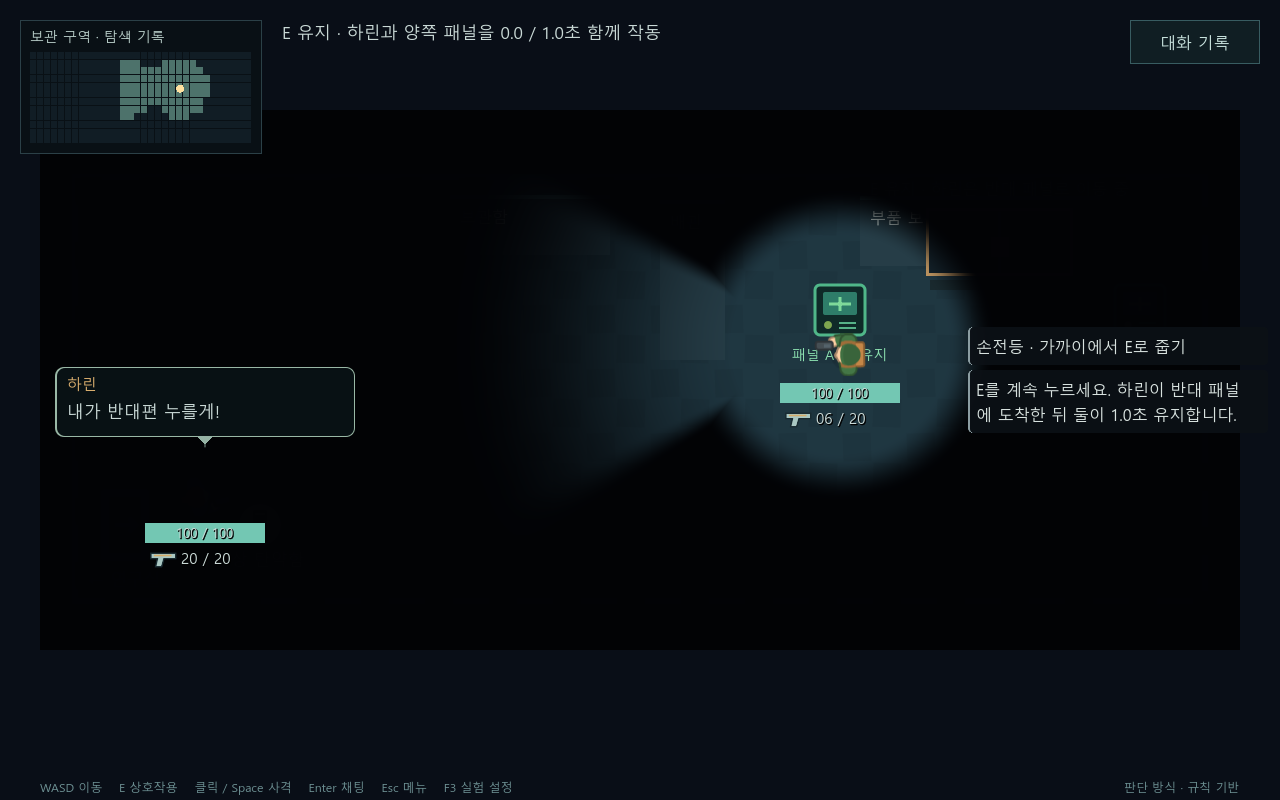 보관 구역 · 탐색 기록
E 유지 · 하린과 양쪽 패널을 0.0 / 1.0초 함께 작동
대화 기록
부품
손전등 · 가까이에서 E로 줍기
패널 A 유지
E를 계속 누르세요. 하린이 반대 패널
에 도착한 뒤 둘이 1.0초 유지합니다.
100 / 100
06 / 20
하린
내가 반대편 누를게!
100 / 100
20 / 20
WASD 이동 E 상호작용 클릭 / Space 사격 Enter 채팅 Esc 메뉴 F3 실험 설정
판단 방식 · 규칙 기반